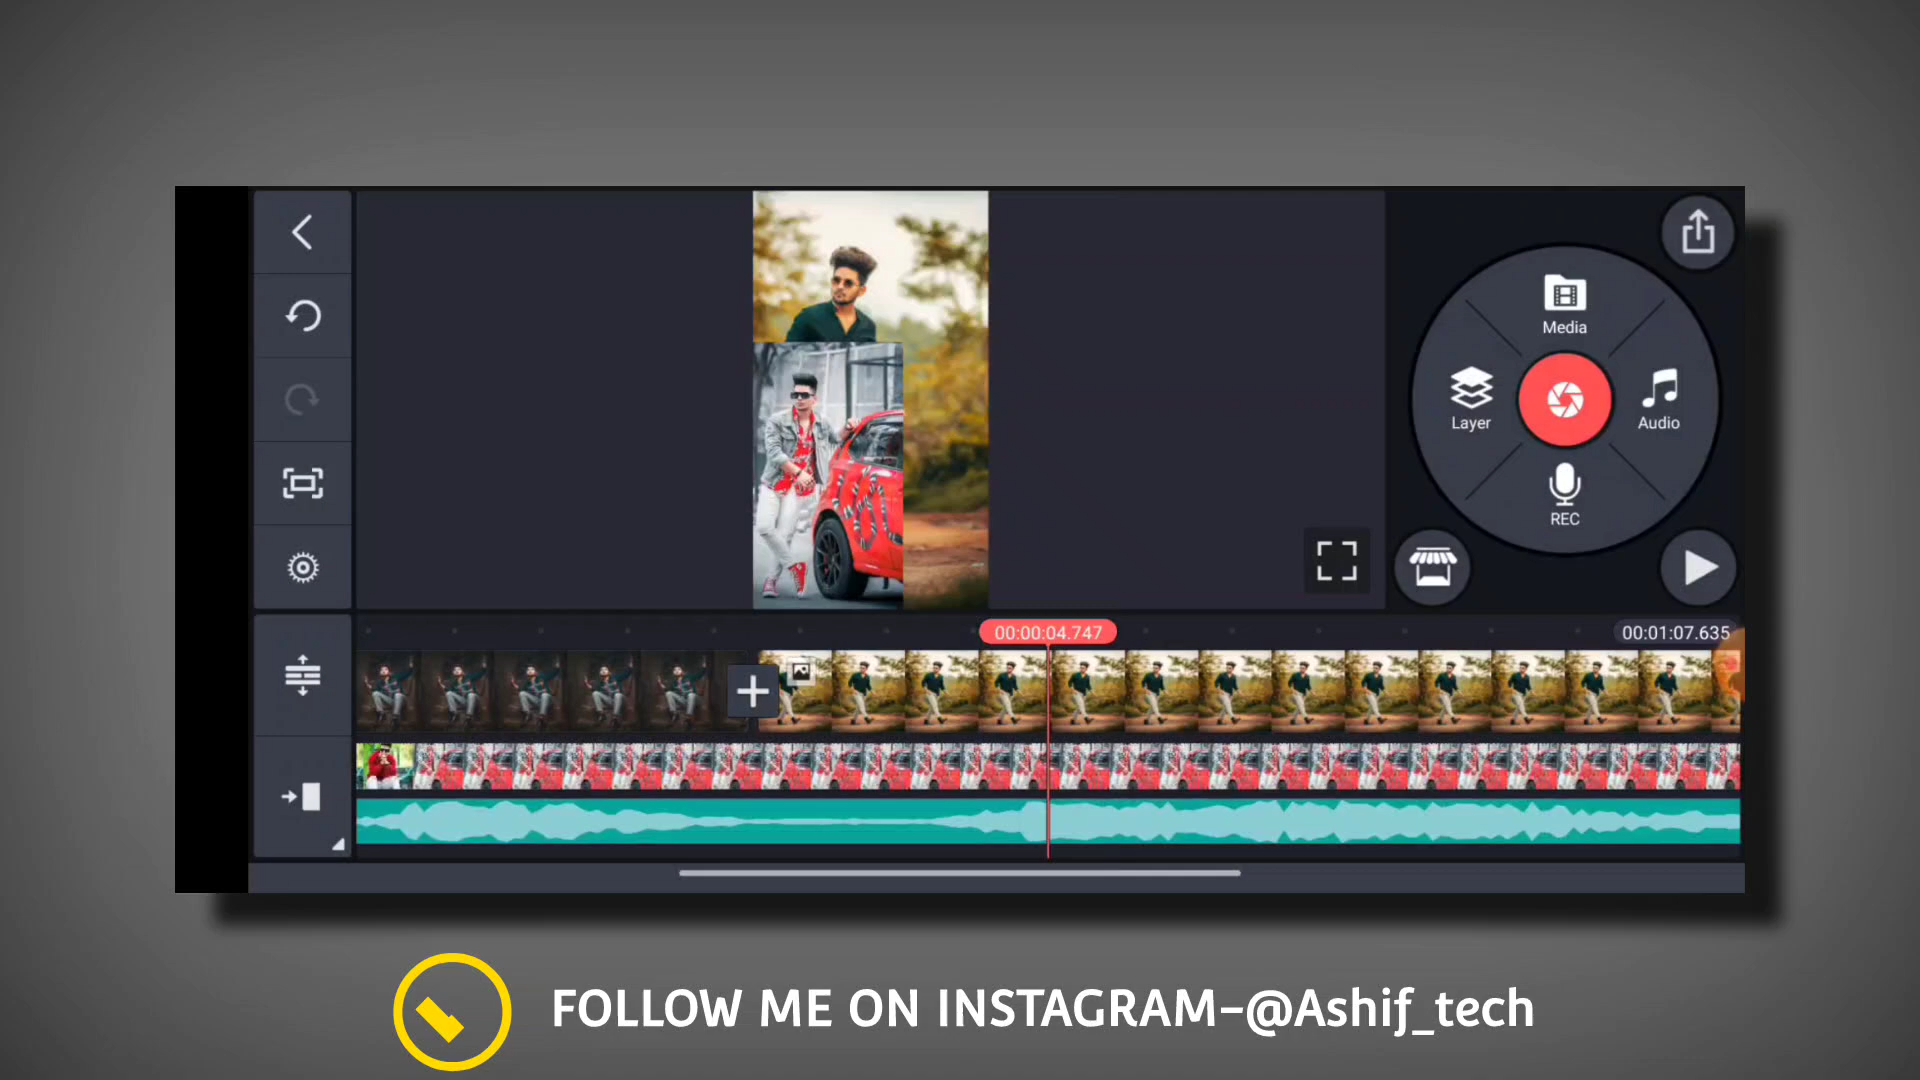 Media
Layer
Audio
REC
00:00:04.747
00:01:07.635
FOLLOW ME ON INSTAGRAM-@Ashif_tech